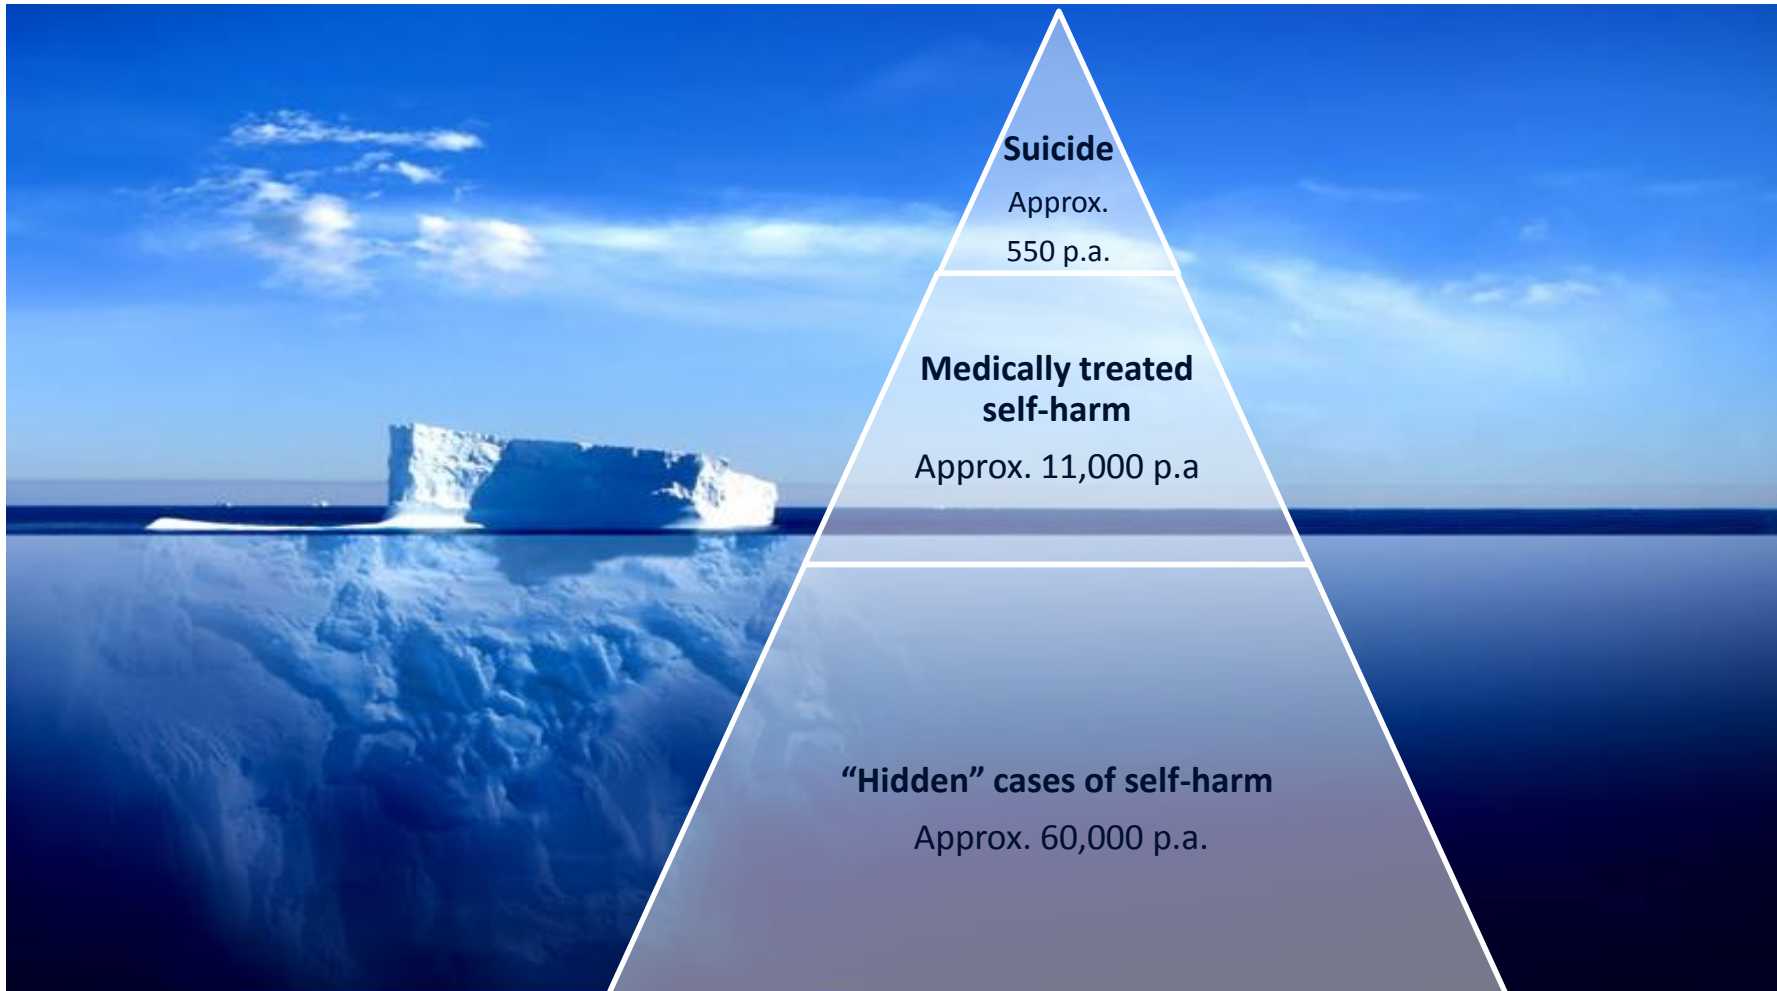 Suicide
Approx.
550 p.a.
Medically treated
self-harm
Approx. 11,000 p.a
“Hidden” cases of self-harm
Approx. 60,000 p.a.